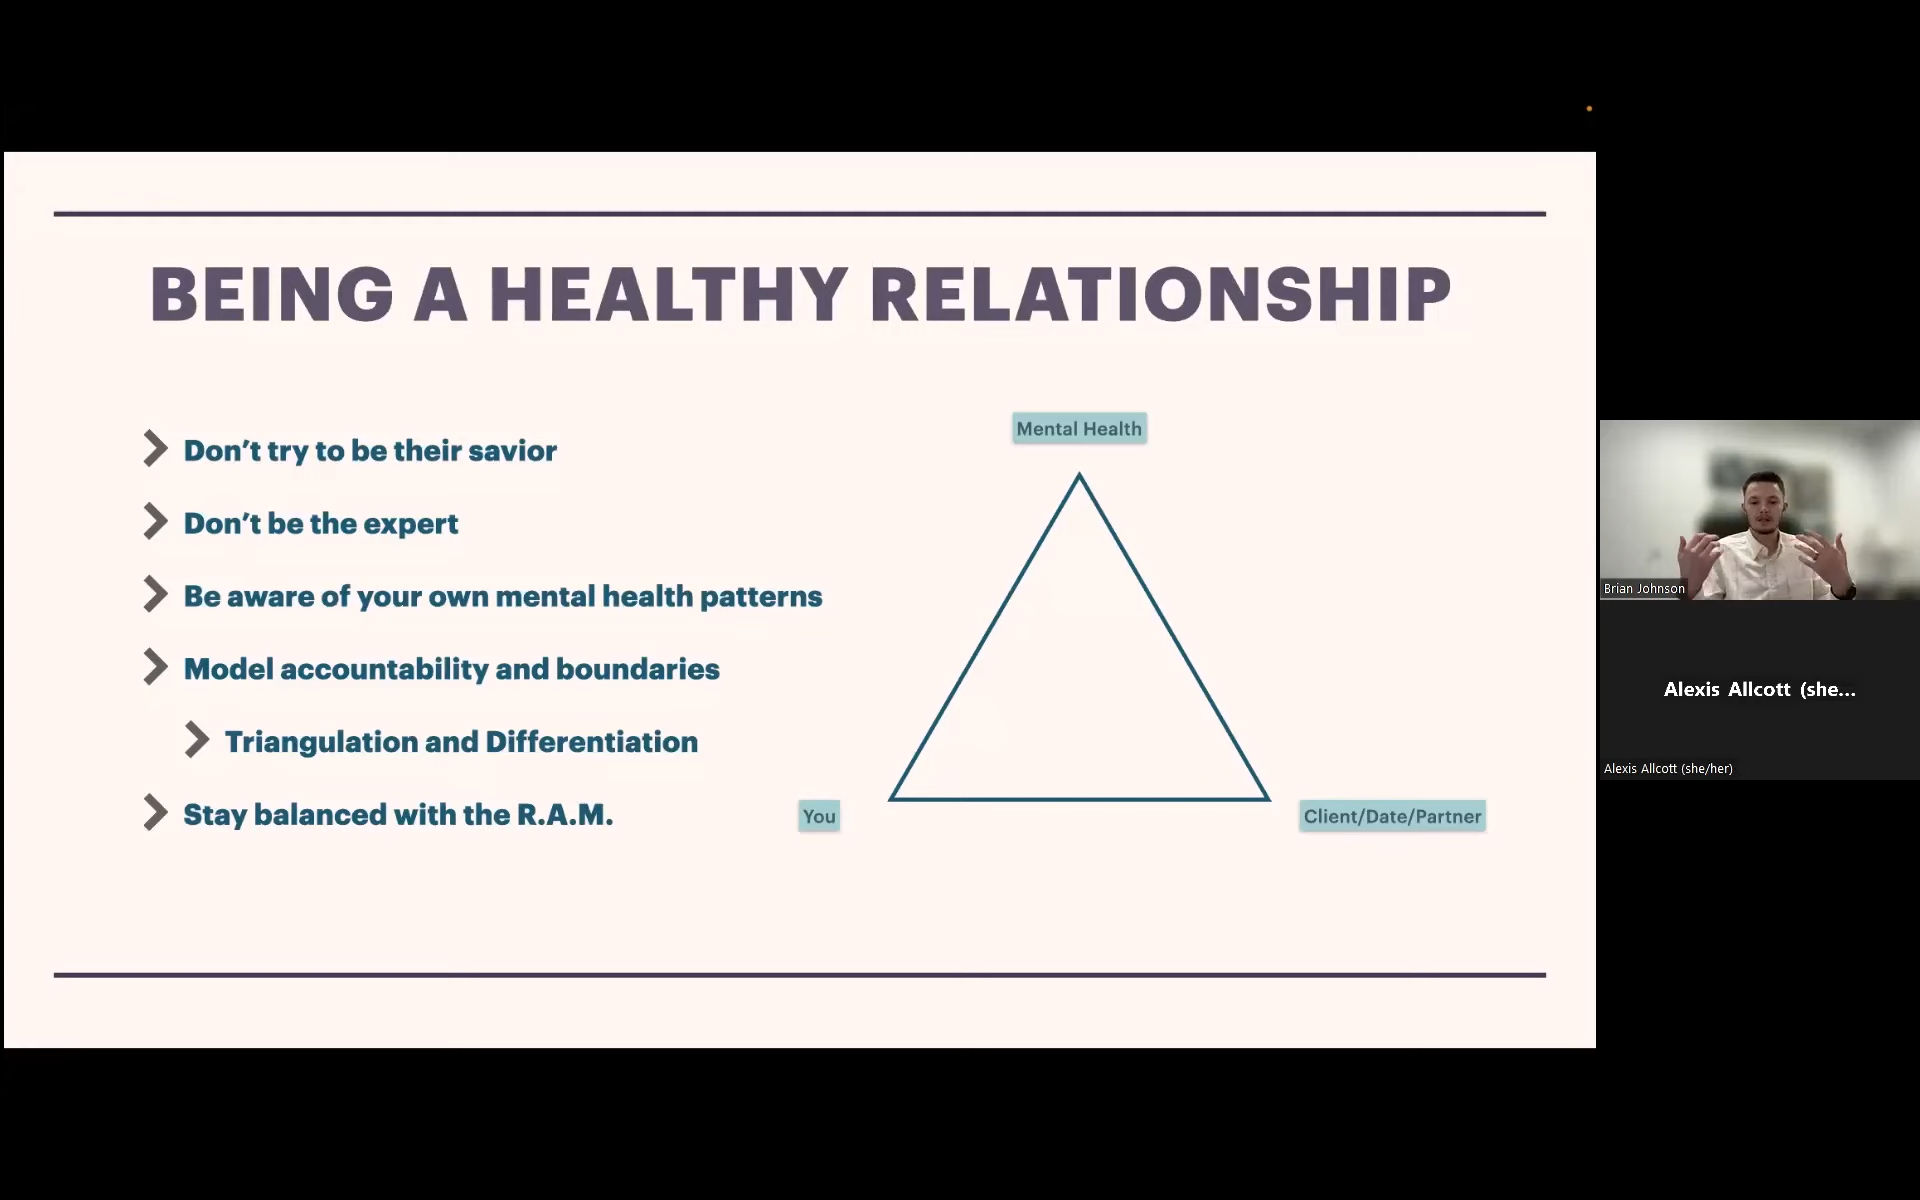 BEING A HEALTHY RELATIONSHIP
Don’t try to be their savior
Don’t be the expert
Be aware of your own mental health patterns
Model accountability and boundaries
Triangulation and Differentiation
Stay balanced with the R.A.M.
Mental Health
You
Client/Date/Partner
Brian Johnson
Alexis Allcott (she...
Alexis Allcott (she/her)